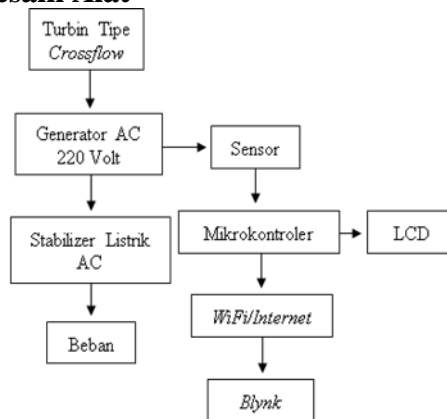 Turbin Tipe
Crossflow
Generator AC
220 Volt
Sensor
Stabilizer Listrik
AC
Mikrokontroler
LCD
Beban
WiFi/Internet
Blynk